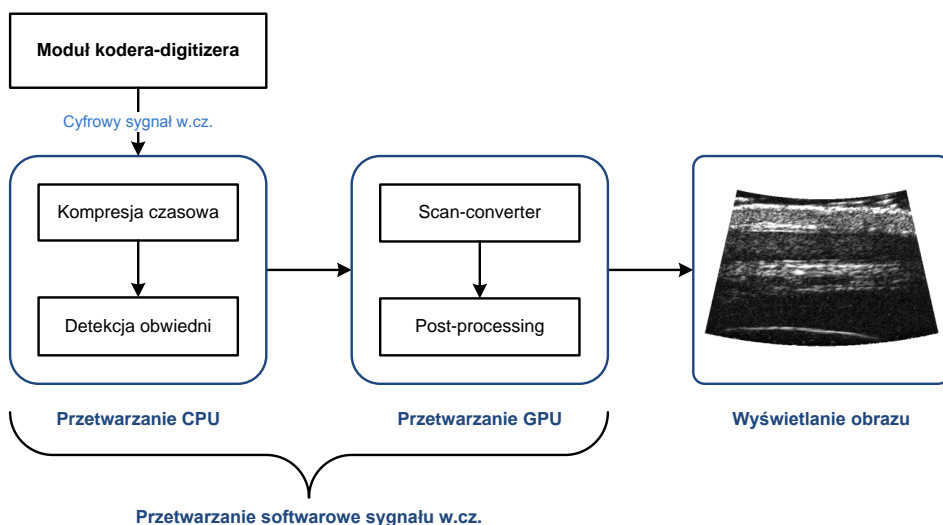 Moduł kodera-digitizera
Cyfrowy sygnał w.cz.
Kompresja czasowa
Detekcja obwiedni
Przetwarzanie CPU
Scan-converter
Post-processing
Przetwarzanie GPU
Wyświetlanie obrazu
Przetwarzanie softwarowe sygnału w.cz.